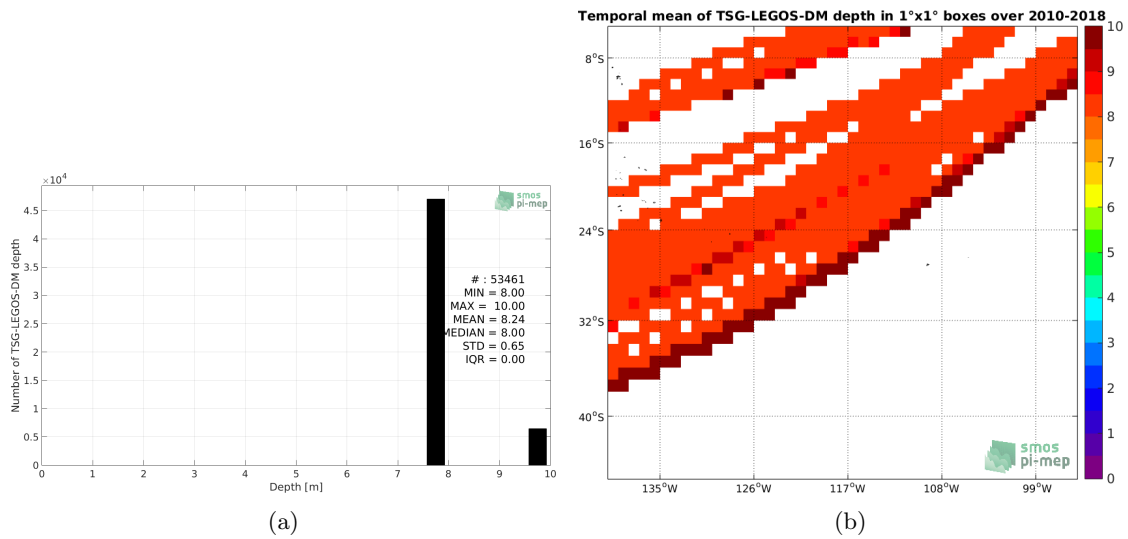 ×10⁴
4.5
4
3.5
3
2.5
2
1.5
1
0.5
0
Number of TSG-LEGOS-DM depth
smos
pi-mep
# : 53461
MIN = 8.00
MAX = 10.00
MEAN = 8.24
MEDIAN = 8.00
STD = 0.65
IQR = 0.00
0 1 2 3 4 5 6 7 8 9 10
Depth [m]
(a)
Temporal mean of TSG-LEGOS-DM depth in 1°x1° boxes over 2010-2018
8°S
16°S
24°S
32°S
40°S
135°W 126°W 117°W 108°W 99°W
smos
pi-mep
10
9
8
7
6
5
4
3
2
1
0
(b)